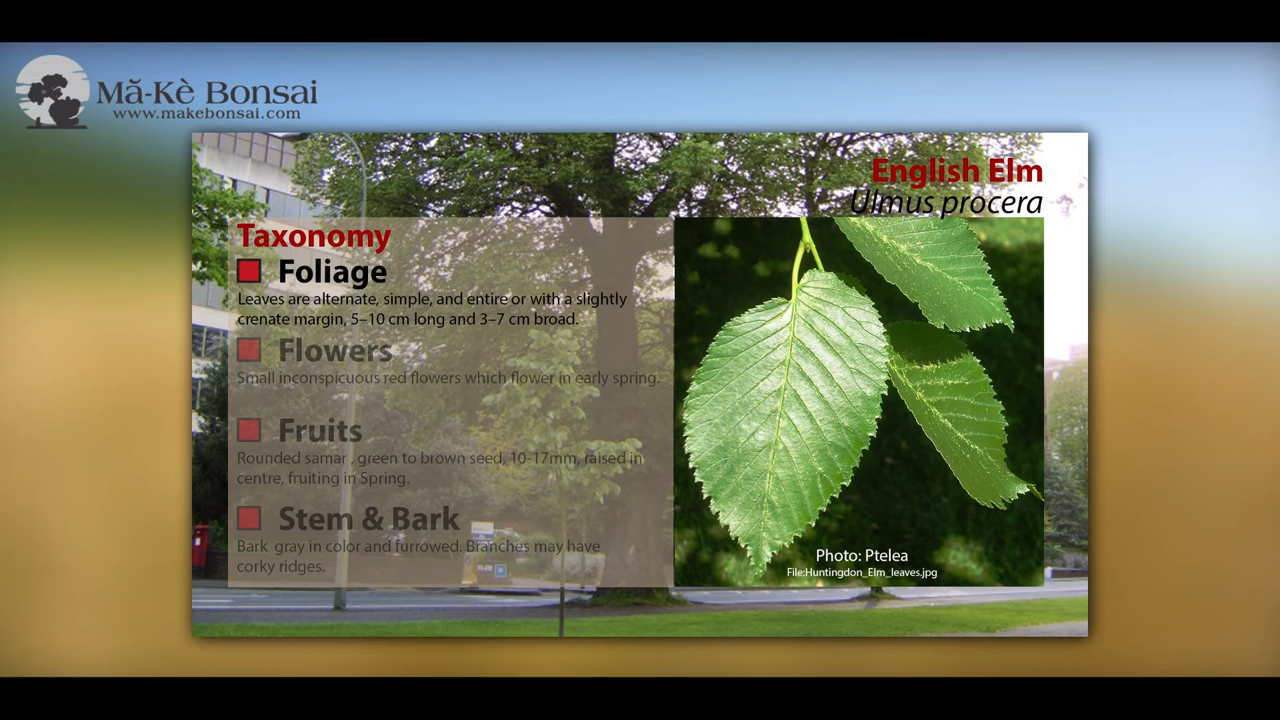 Mă-Kè Bonsai
www.makebonsai.com
English Elm
Ulmus procera
Taxonomy
Foliage
Leaves are alternate, simple, and entire or with a slightly
crenate margin, 5–10 cm long and 3–7 cm broad.
Flowers
Small inconspicuous red flowers which flower in early spring.
Fruits
Rounded samar , green to brown seed, 10-17mm, raised in
centre, fruiting in Spring.
Stem & Bark
Bark gray in color and furrowed. Branches may have
corky ridges.
Photo: Ptelea
File:Huntingdon_Elm_leaves.jpg